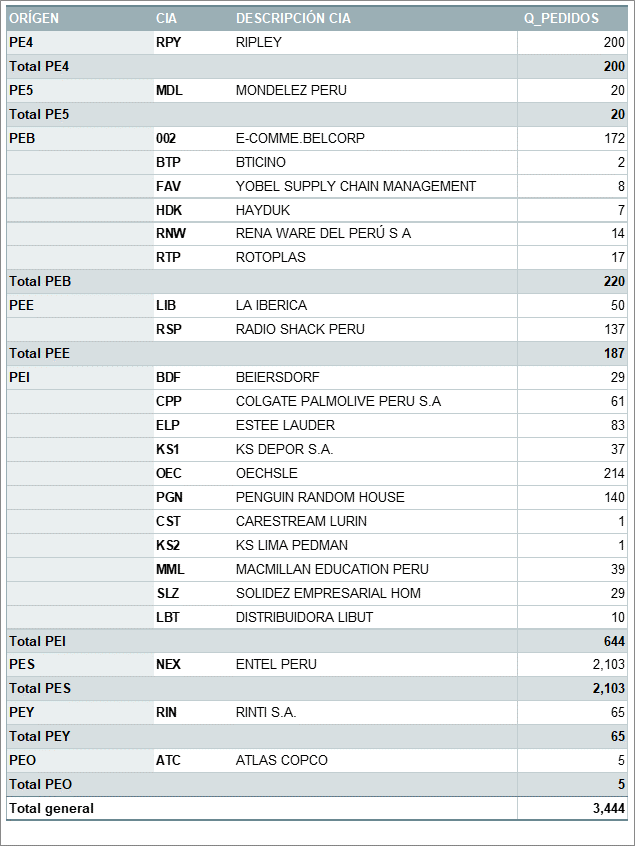 ORÍGEN CIA DESCRIPCIÓN CIA Q_PEDIDOS
PE4 RPY RIPLEY 200
Total PE4 200
PE5 MDL MONDELEZ PERU 20
Total PE5 20
PEB 002 E-COMME.BELCORP 172
BTP BTICINO 2
FAV YOBEL SUPPLY CHAIN MANAGEMENT 8
HDK HAYDUK 7
RNW RENA WARE DEL PERÚ S A 14
RTP ROTOPLAS 17
Total PEB 220
PEE LIB LA IBERICA 50
RSP RADIO SHACK PERU 137
Total PEE 187
PEI BDF BEIERSDORF 29
CPP COLGATE PALMOLIVE PERU S.A 61
ELP ESTEE LAUDER 83
KS1 KS DEPOR S.A. 37
OEC OECHSLE 214
PGN PENGUIN RANDOM HOUSE 140
CST CARESTREAM LURIN 1
KS2 KS LIMA PEDMAN 1
MML MACMILLAN EDUCATION PERU 39
SLZ SOLIDEZ EMPRESARIAL HOM 29
LBT DISTRIBUIDORA LIBUT 10
Total PEI 644
PES NEX ENTEL PERU 2,103
Total PES 2,103
PEY RIN RINTI S.A. 65
Total PEY 65
PEO ATC ATLAS COPCO 5
Total PEO 5
Total general 3,444